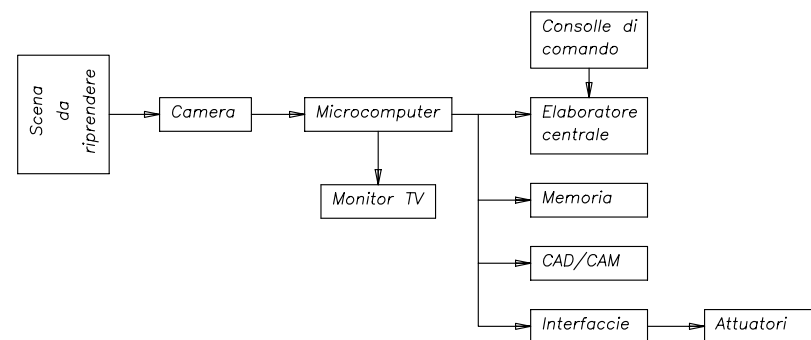 Scena
da
riprendere
Camera
Microcomputer
Monitor TV
Consolle di
comando
Elaboratore
centrale
Memoria
CAD/CAM
Interfaccie
Attuatori